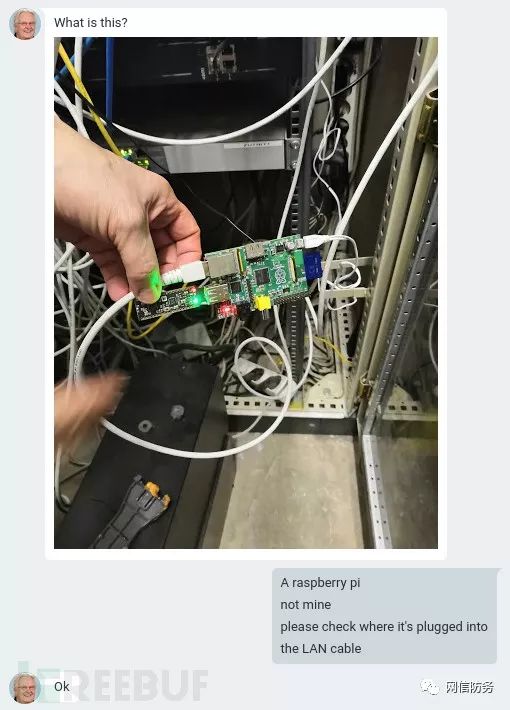 What is this?
A raspberry pi
not mine
please check where it's plugged into
the LAN cable
Ok
REEBUF
网信防务